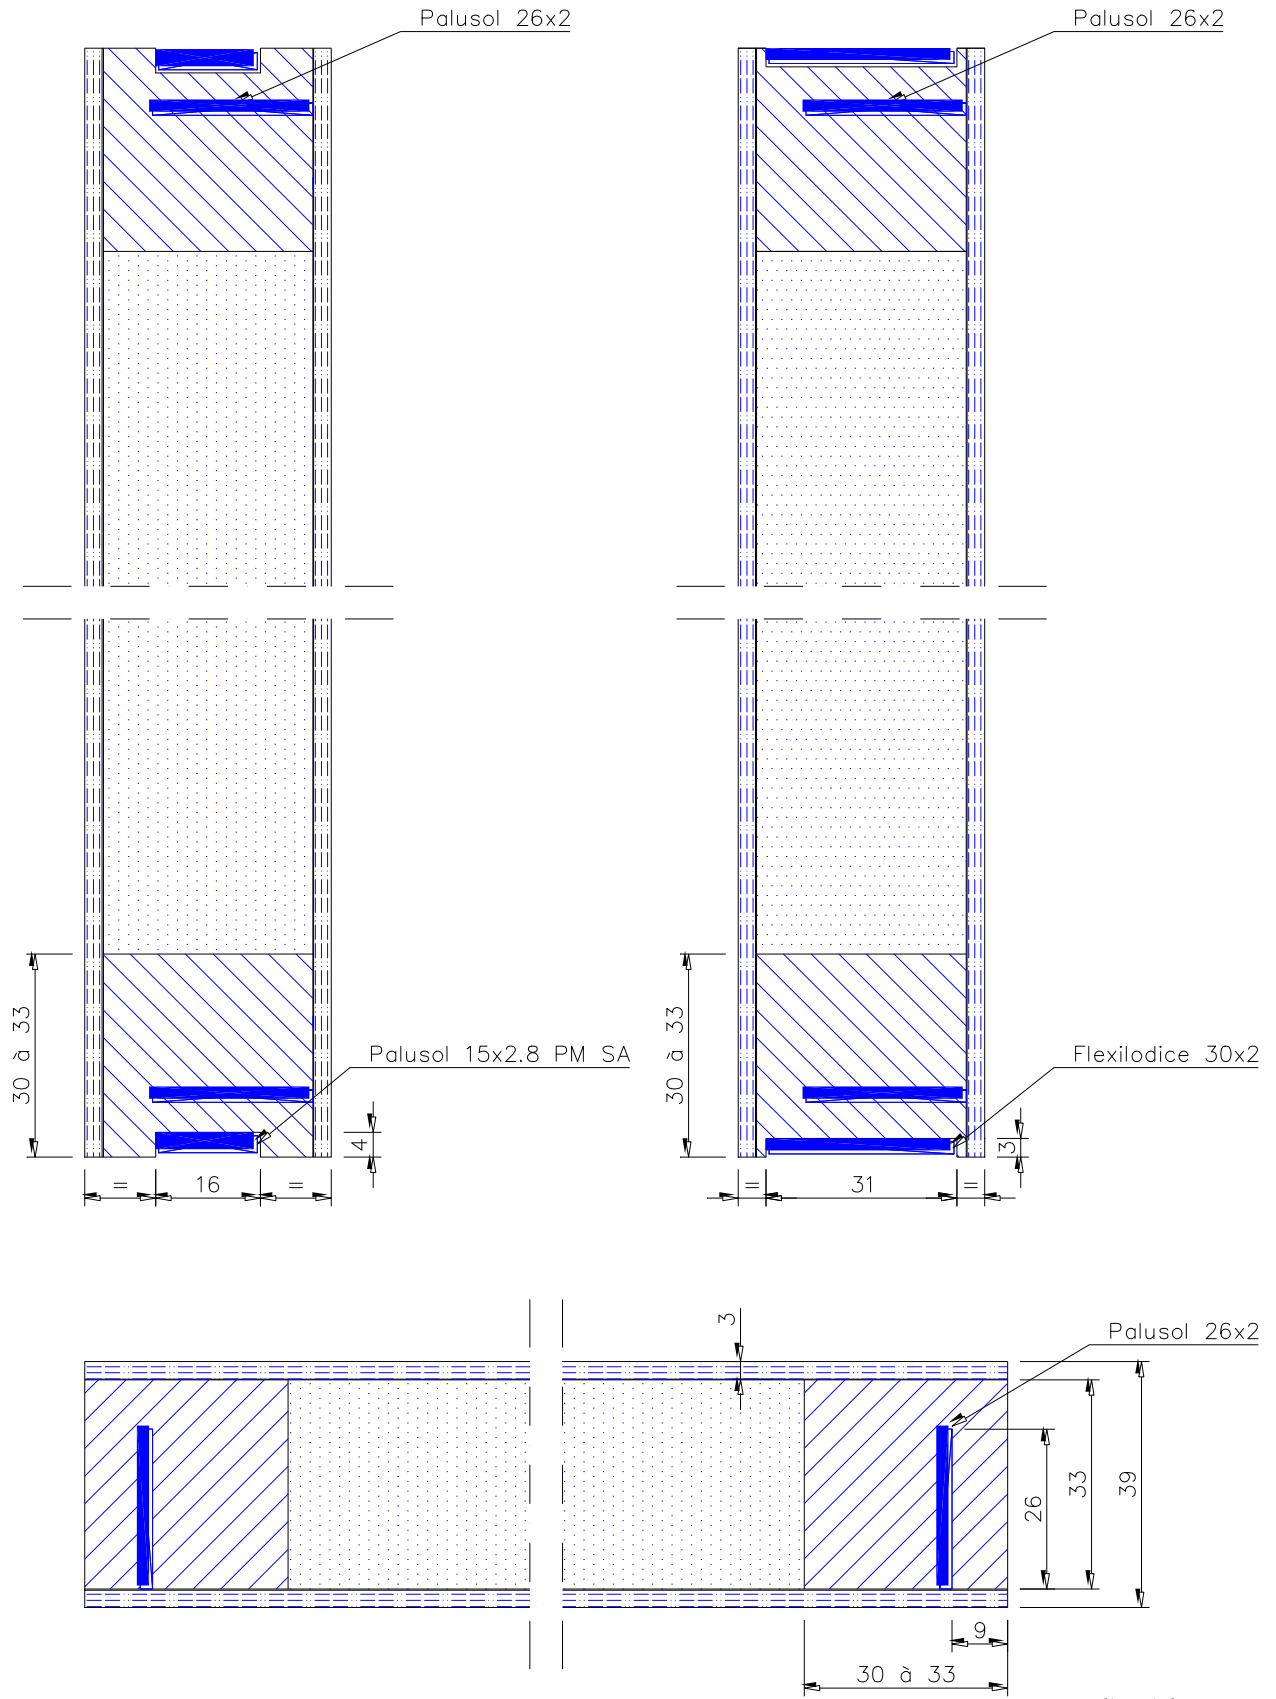 Palusol 26x2
Palusol 26x2
30 à 33
Palusol 15x2.8 PM SA
4
= 16 =
30 à 33
Flexilodice 30x2
3
= 31 =
3
Palusol 26x2
26
33
39
9
30 à 33